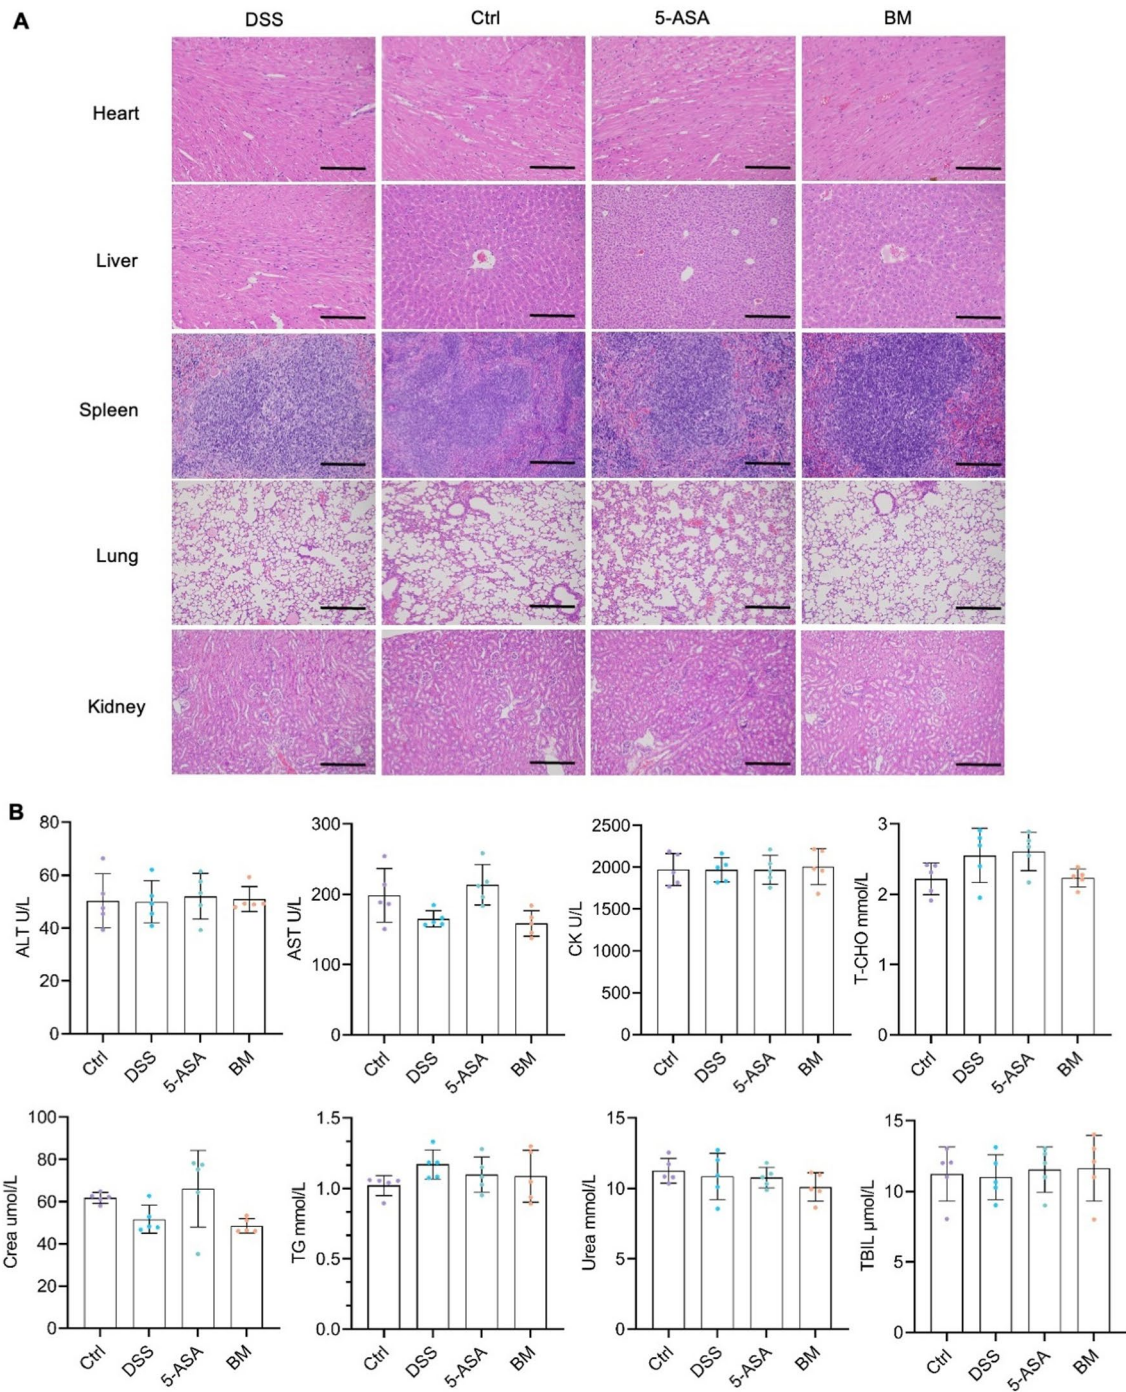 A
DSS Ctrl 5-ASA BM
Heart
Liver
Spleen
Lung
Kidney
B
ALT U/L
80
60
40
20
0
Ctrl DSS 5-ASA BM
AST U/L
300
200
100
0
Ctrl DSS 5-ASA BM
CK U/L
2500
2000
1500
1000
500
0
Ctrl DSS 5-ASA BM
T-CHO mmol/L
3
2
1
0
Ctrl DSS 5-ASA BM
Crea umol/L
100
80
60
40
20
0
Ctrl DSS 5-ASA BM
TG mmol/L
1.5
1.0
0.5
0.0
Ctrl DSS 5-ASA BM
Urea mmol/L
15
10
5
0
Ctrl DSS 5-ASA BM
TBIL μmol/L
15
10
5
0
Ctrl DSS 5-ASA BM